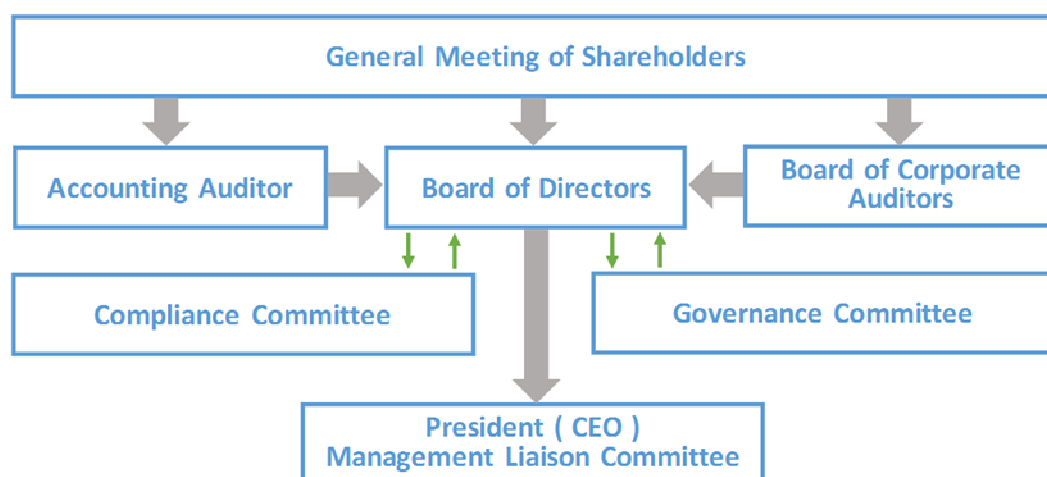 General Meeting of Shareholders
Accounting Auditor
Board of Directors
Board of Corporate
Auditors
Compliance Committee
Governance Committee
President ( CEO )
Management Liaison Committee